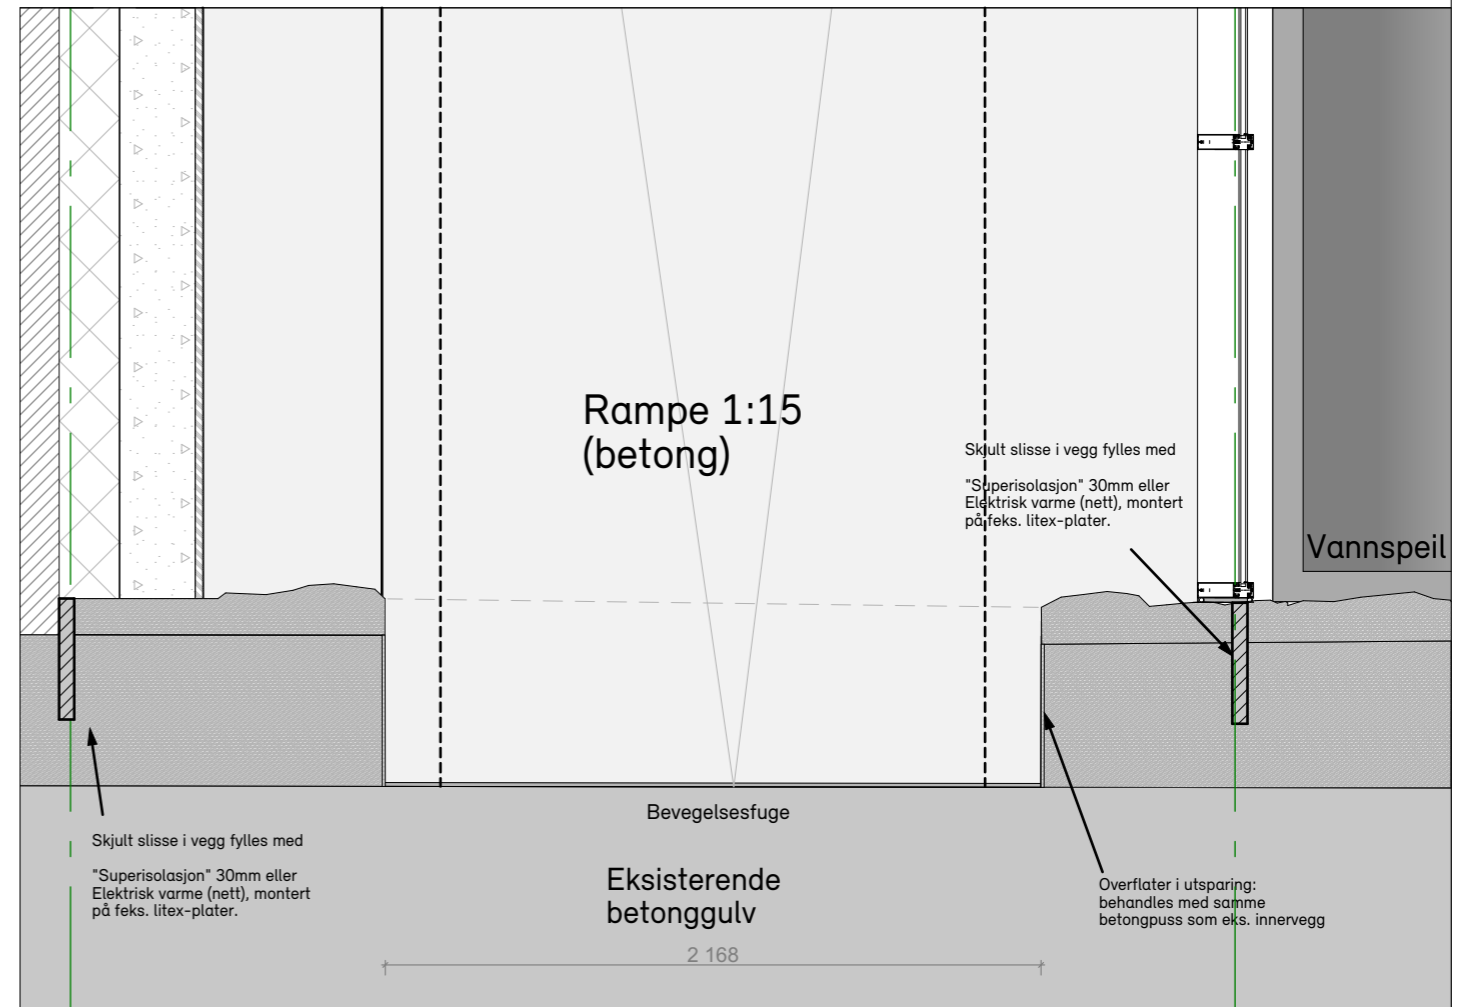 Rampe 1:15
(betong)
Skjult slisse i vegg fylles med
"Superisolasjon" 30mm eller
Elektrisk varme (nett), montert
på feks. litex-plater.
Vannspeil
Bevegelsesfuge
Skjult slisse i vegg fylles med
"Superisolasjon" 30mm eller
Elektrisk varme (nett), montert
på feks. litex-plater.
Eksisterende
betonggulv
Overflater i utsparing:
behandles med samme
betongpuss som eks. innervegg
2 168